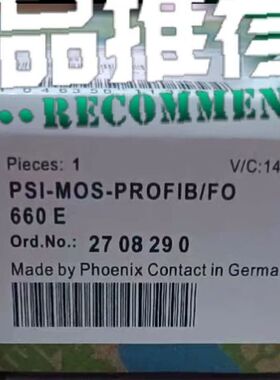 品推荐
...RECOMMEN
Pieces: 1 V/C:14
PSI-MOS-PROFIB/FO
660 E
Ord.No.: 27 08 29 0
Made by Phoenix Contact in Germa